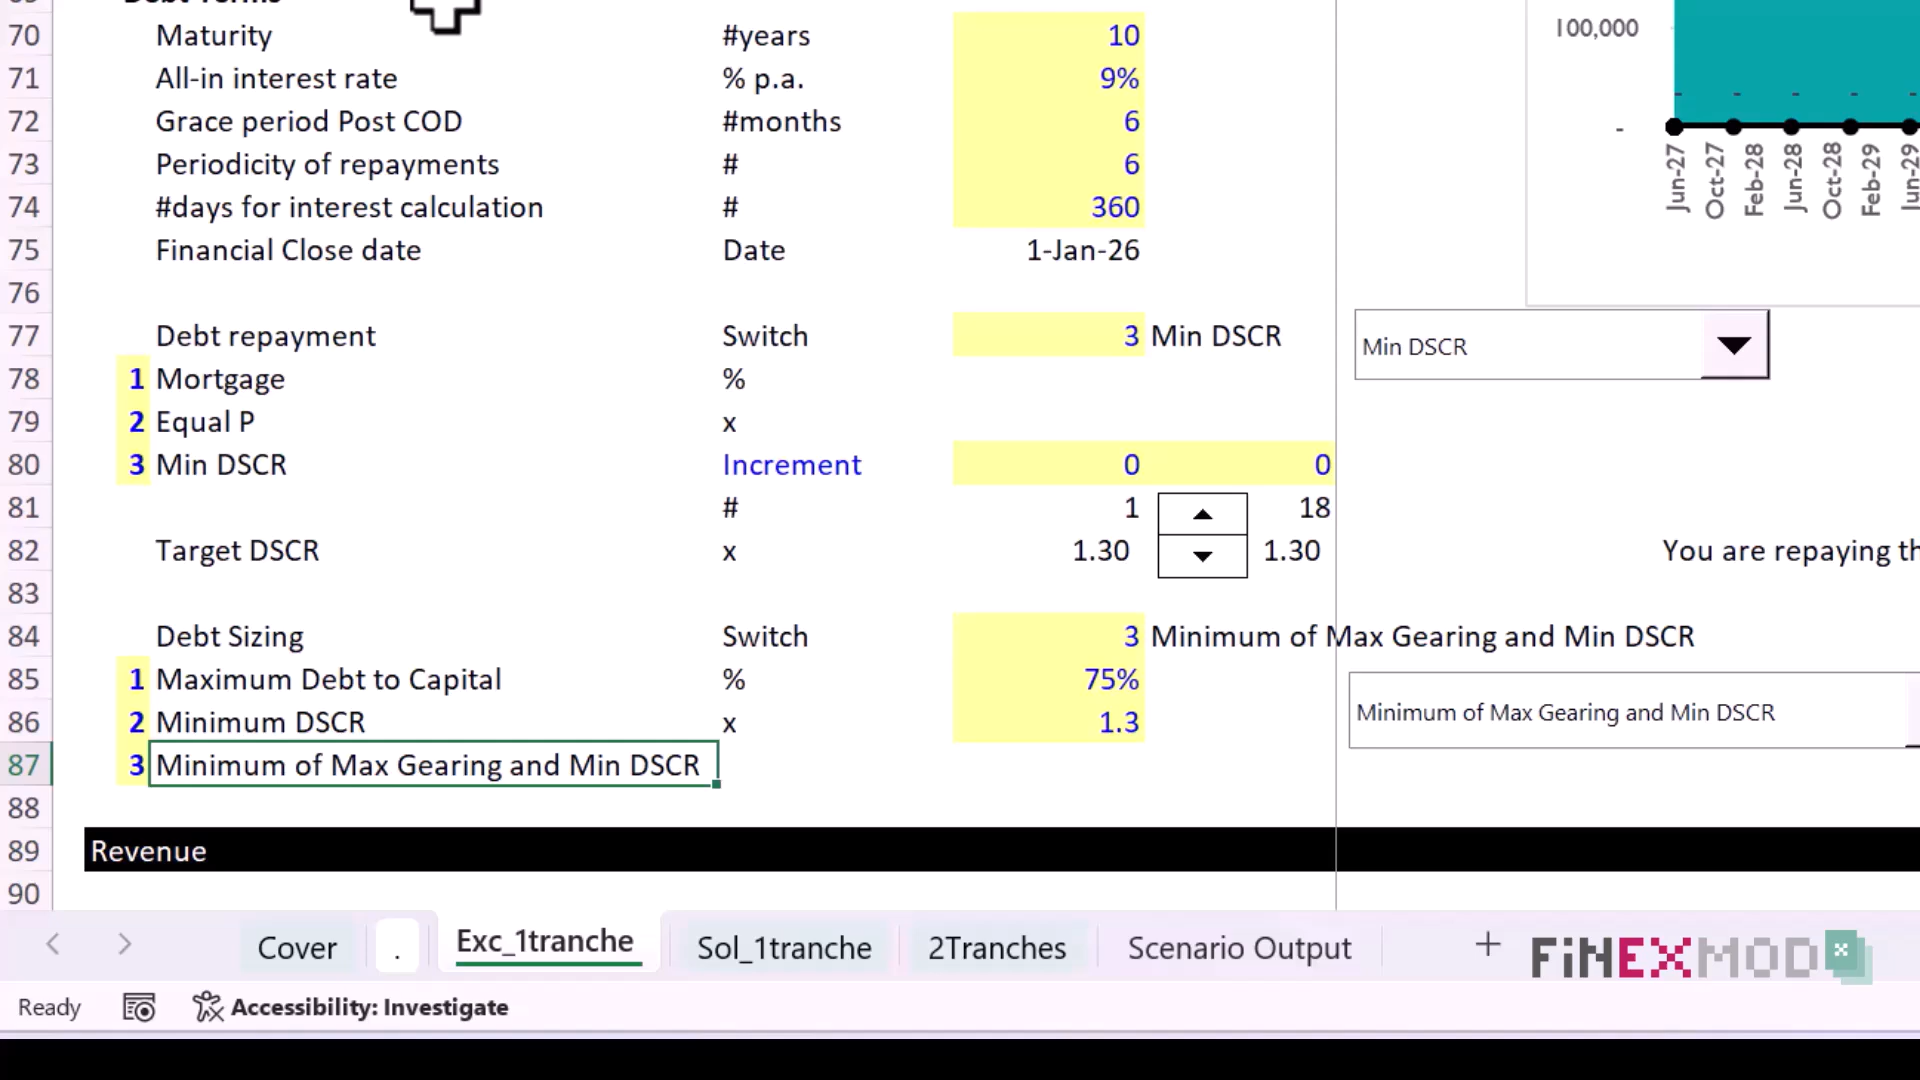 Debt Terms
70 Maturity #years 10
71 All-in interest rate % p.a. 9%
72 Grace period Post COD #months 6
73 Periodicity of repayments # 6
74 #days for interest calculation # 360
75 Financial Close date Date 1-Jan-26
76
77 Debt repayment Switch 3 Min DSCR
78 1 Mortgage %
79 2 Equal P x
80 3 Min DSCR Increment 0 0
81 # 1 18
82 Target DSCR x 1.30 1.30 You are repaying th
83
84 Debt Sizing Switch 3 Minimum of Max Gearing and Min DSCR
85 1 Maximum Debt to Capital % 75%
86 2 Minimum DSCR x 1.3
87 3 Minimum of Max Gearing and Min DSCR
88
89 Revenue
90
100,000
-
Jun-27 Oct-27 Feb-28 Jun-28 Oct-28 Feb-29 Jun-29
Min DSCR
Minimum of Max Gearing and Min DSCR
Cover . Exc_1tranche Sol_1tranche 2Tranches Scenario Output +
FiNEXMOD
Ready Accessibility: Investigate